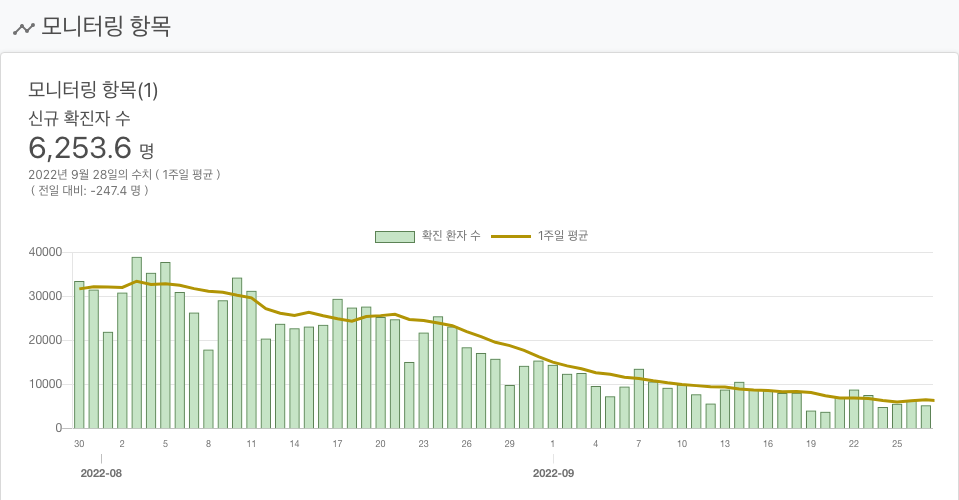 모니터링 항목
모니터링 항목(1)
신규 확진자 수
6,253.6 명
2022년 9월 28일의 수치 ( 1주일 평균 )
( 전일 대비: -247.4 명 )
확진 환자 수 1주일 평균
40000
30000
20000
10000
0
30 2 5 8 11 14 17 20 23 26 29 1 4 7 10 13 16 19 22 25
2022-08 2022-09